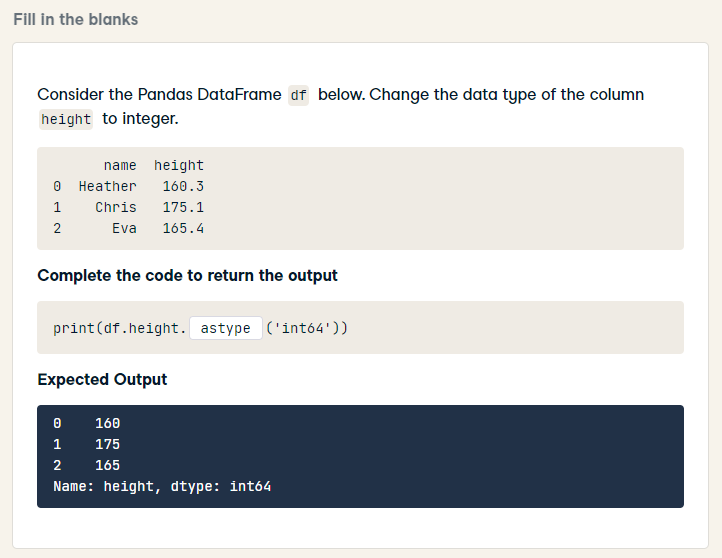 Fill in the blanks
Consider the Pandas DataFrame df below. Change the data type of the column
height to integer.
      name  height
0  Heather   160.3
1    Chris   175.1
2      Eva   165.4
Complete the code to return the output
print(df.height. astype ('int64'))
Expected Output
0    160
1    175
2    165
Name: height, dtype: int64